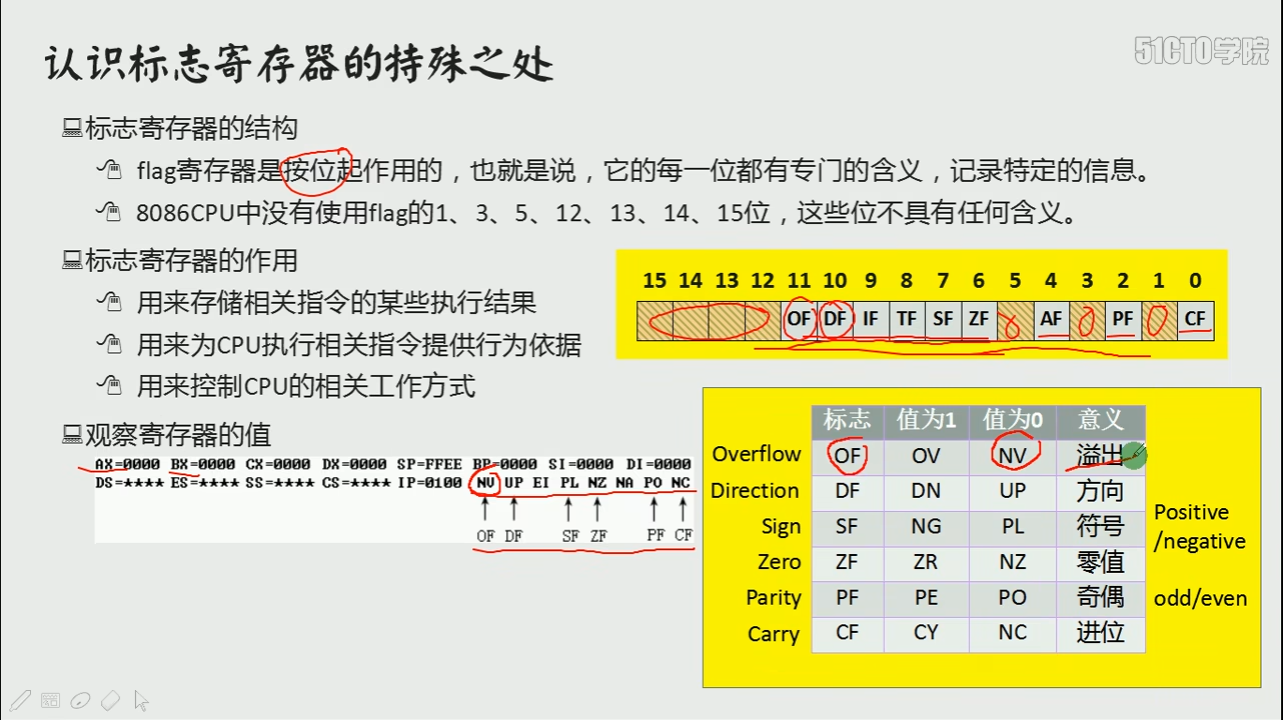 认识标志寄存器的特殊之处
51CTO学院
标志寄存器的结构
flag寄存器是按位起作用的，也就是说，它的每一位都有专门的含义，记录特定的信息。
8086CPU中没有使用flag的1、3、5、12、13、14、15位，这些位不具有任何含义。
标志寄存器的作用
用来存储相关指令的某些执行结果
用来为CPU执行相关指令提供行为依据
用来控制CPU的相关工作方式
15 14 13 12 11 10 9 8 7 6 5 4 3 2 1 0
OF DF IF TF SF ZF AF PF CF
观察寄存器的值
AX=0000 BX=0000 CX=0000 DX=0000 SP=FFEE BP=0000 SI=0000 DI=0000
DS=**** ES=**** SS=**** CS=**** IP=0100 NV UP EI PL NZ NA PO NC
OF DF SF ZF PF CF
标志 值为1 值为0 意义
Overflow OF OV NV 溢出
Direction DF DN UP 方向
Sign SF NG PL 符号
Positive
/negative
Zero ZF ZR NZ 零值
Parity PF PE PO 奇偶 odd/even
Carry CF CY NC 进位